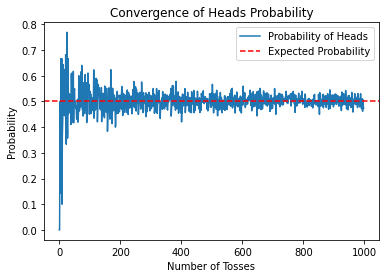 Convergence of Heads Probability
Probability of Heads
Expected Probability
0.8
0.7
0.6
0.5
0.4
0.3
0.2
0.1
0.0
Probability
0 200 400 600 800 1000
Number of Tosses